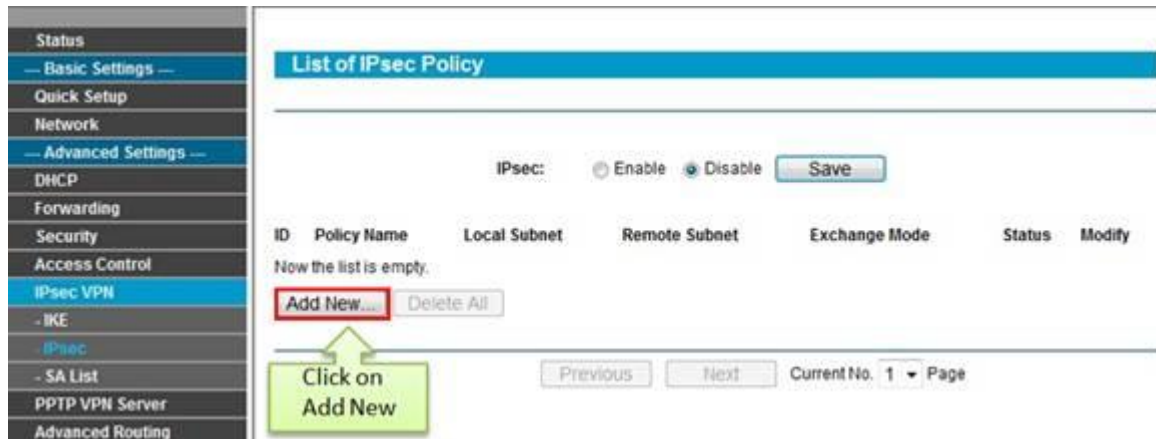 Status
— Basic Settings —
Quick Setup
Network
— Advanced Settings —
DHCP
Forwarding
Security
Access Control
IPsec VPN
- IKE
- IPsec
- SA List
PPTP VPN Server
Advanced Routing
List of IPsec Policy
IPsec: Enable Disable Save
ID Policy Name Local Subnet Remote Subnet Exchange Mode Status Modify
Now the list is empty.
Add New... Delete All
Previous Next Current No. 1 Page
Click on
Add New